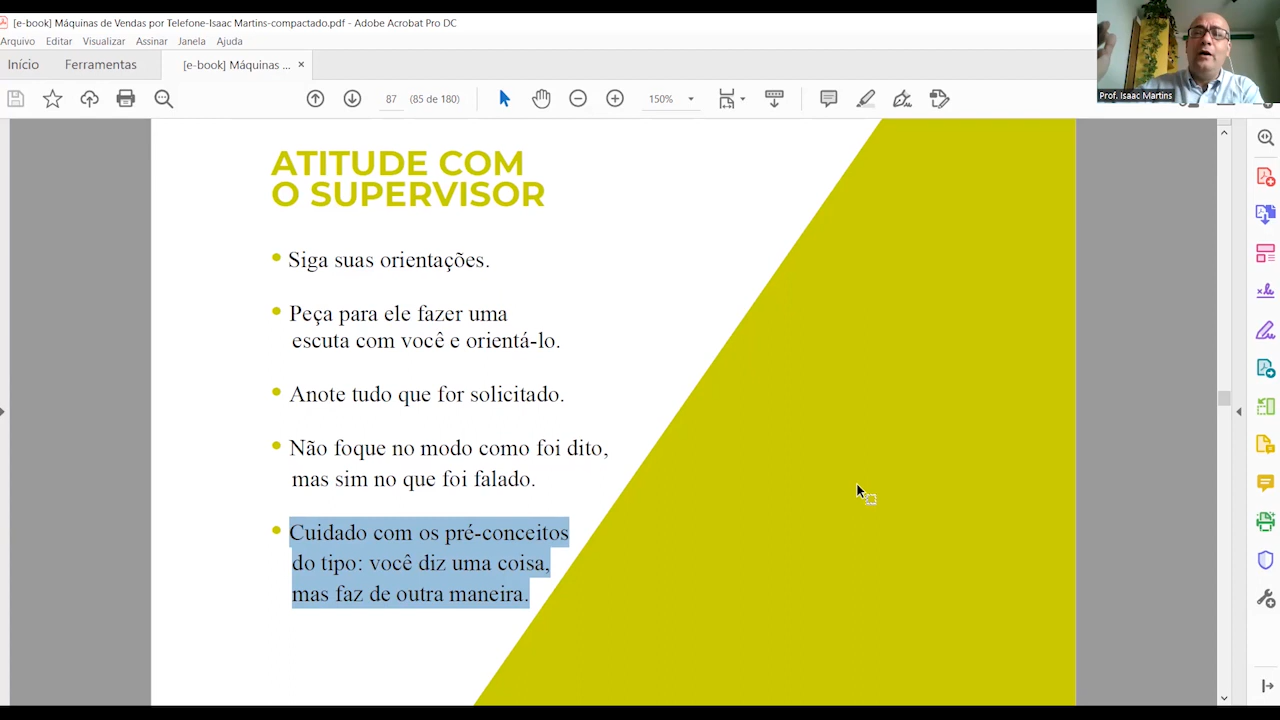 [e-book] Máquinas de Vendas por Telefone-Isaac Martins-compactado.pdf - Adobe Acrobat Pro DC
Arquivo Editar Visualizar Assinar Janela Ajuda
Início Ferramentas [e-book] Máquinas ... ×
87 (85 de 180) 150%
Prof. Isaac Martins
ATITUDE COM
O SUPERVISOR
• Siga suas orientações.
• Peça para ele fazer uma
escuta com você e orientá-lo.
• Anote tudo que for solicitado.
• Não foque no modo como foi dito,
mas sim no que foi falado.
• Cuidado com os pré-conceitos
do tipo: você diz uma coisa,
mas faz de outra maneira.